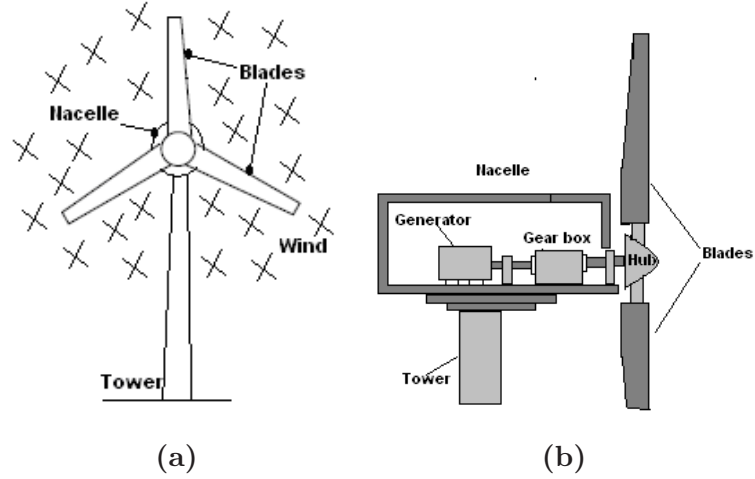 Blades
Nacelle
Wind
Tower
(a)
Nacelle
Generator
Gear box
Hub
Blades
Tower
(b)